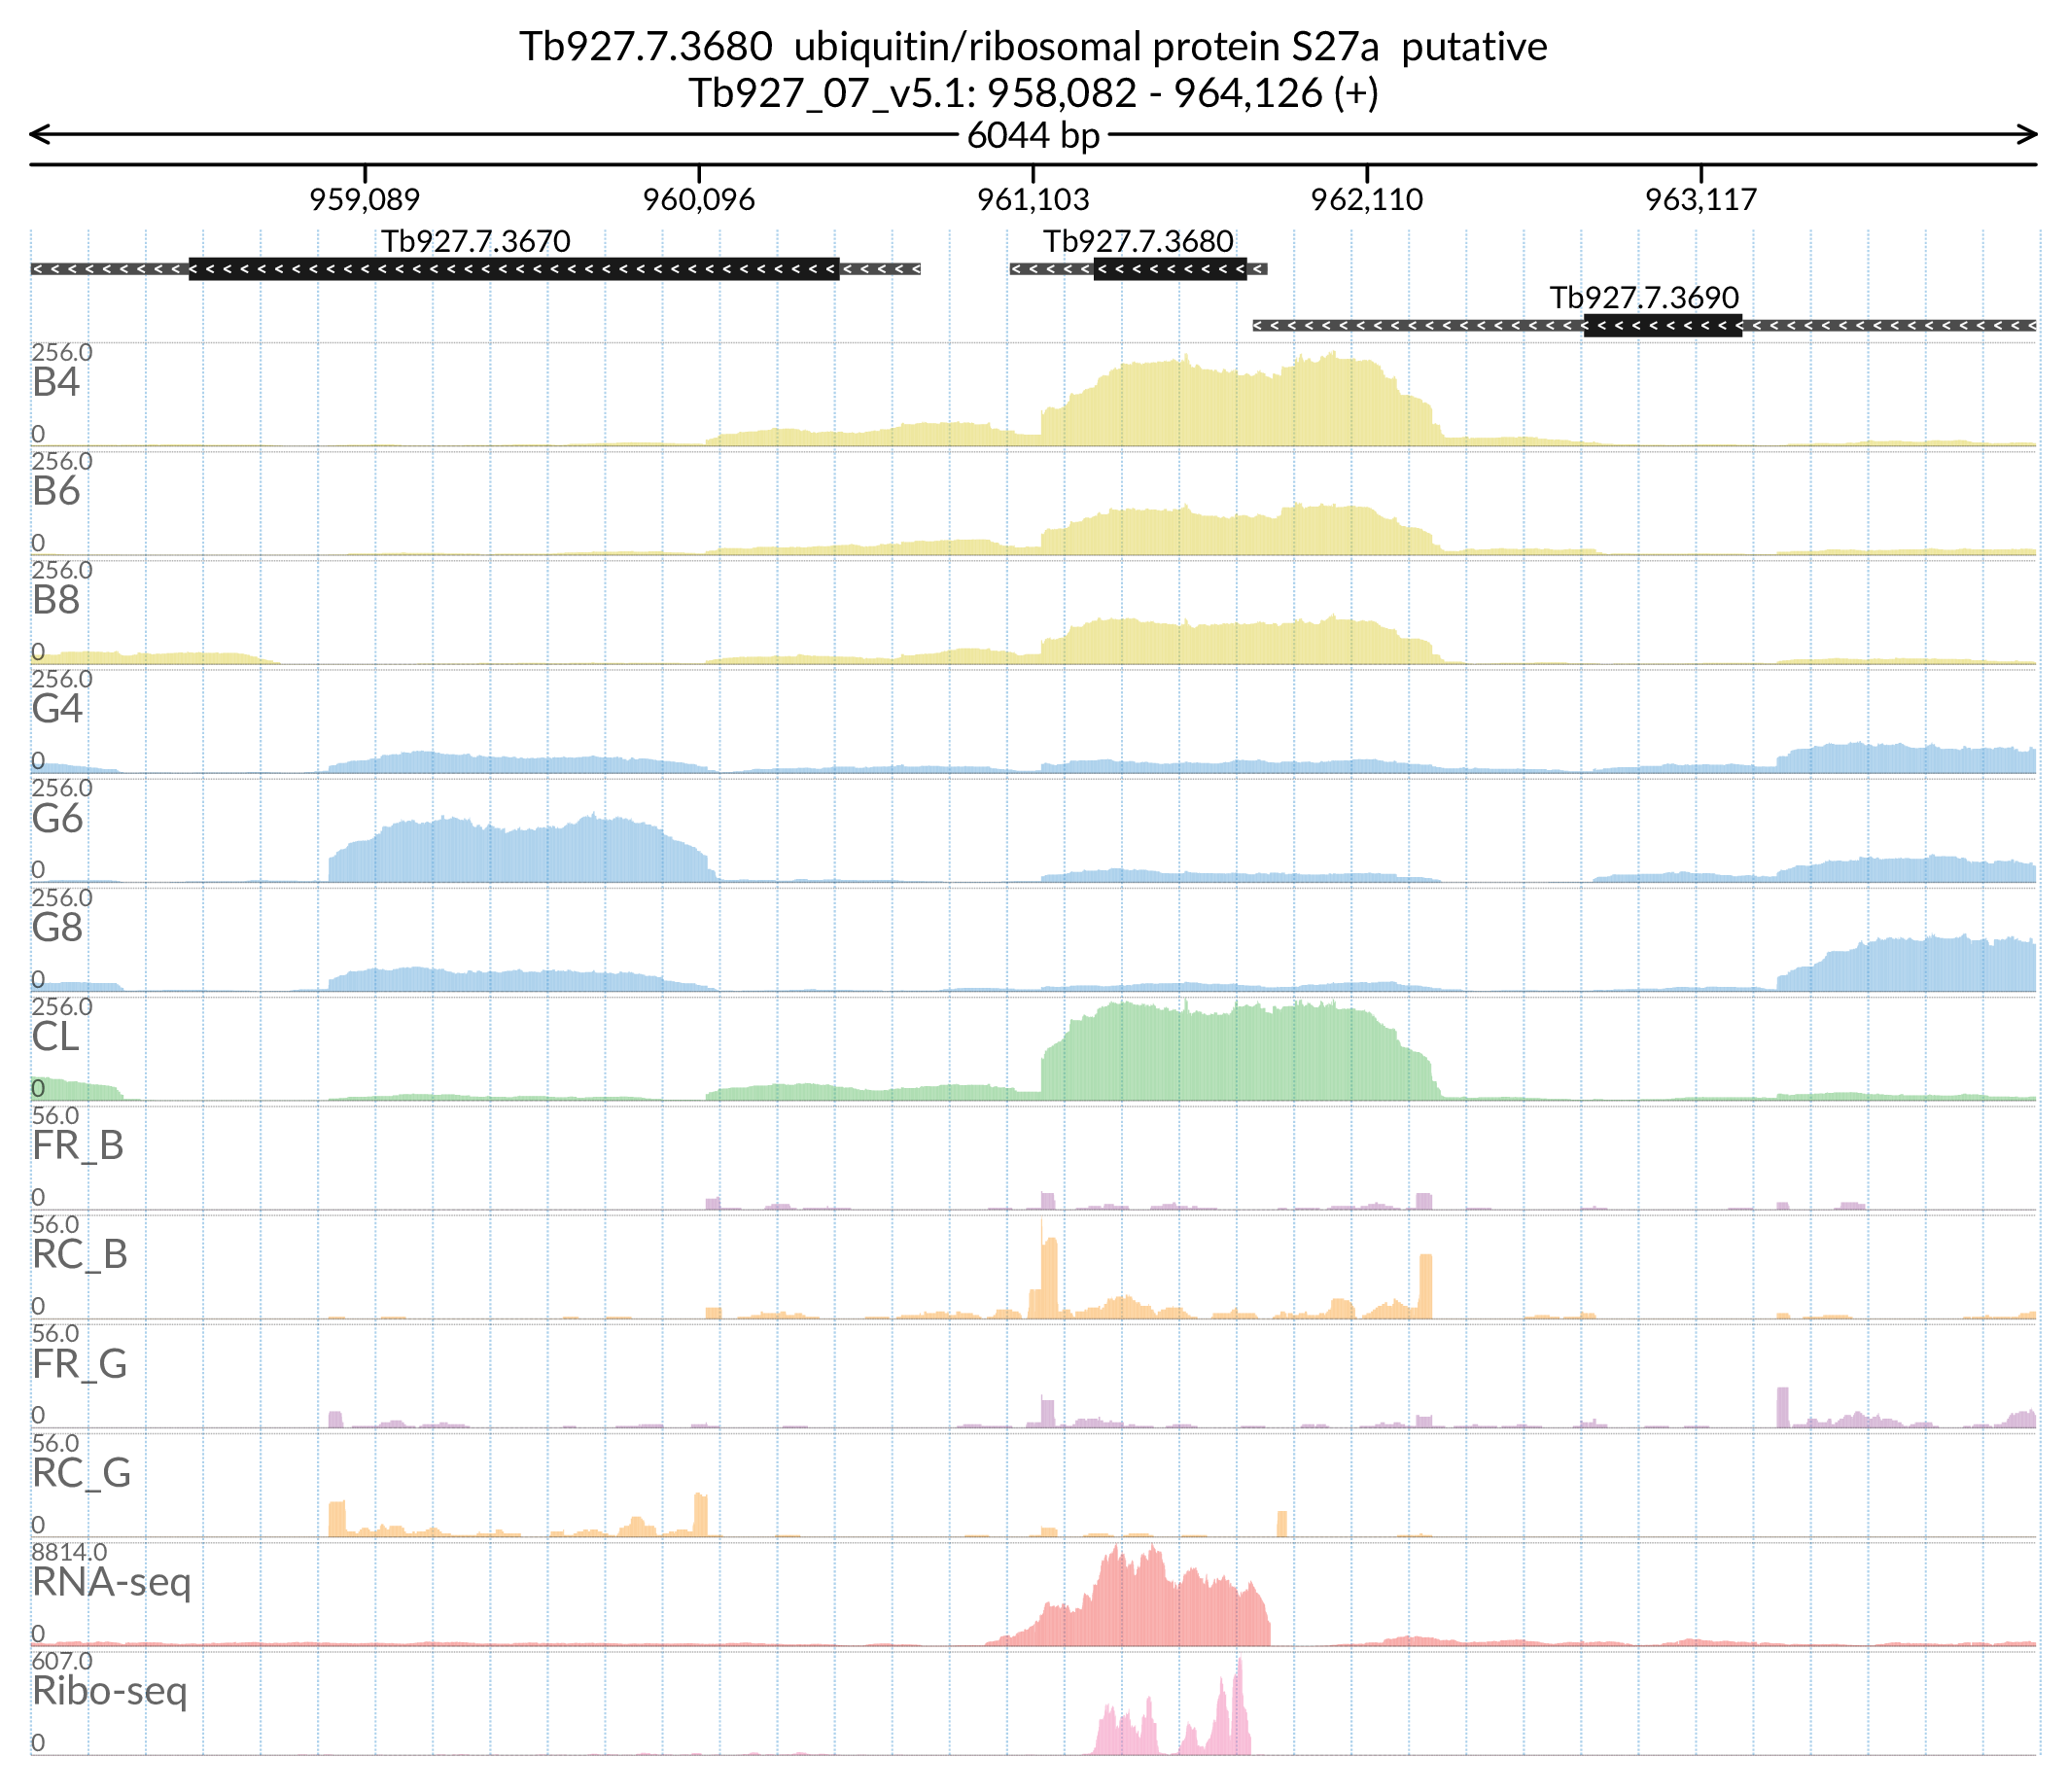 Tb927.7.3680 ubiquitin/ribosomal protein S27a putative
Tb927_07_v5.1: 958,082 - 964,126 (+)
6044 bp
959,089 960,096 961,103 962,110 963,117
Tb927.7.3670 Tb927.7.3680
Tb927.7.3690
256.0
B4
0
256.0
B6
0
256.0
B8
0
256.0
G4
0
256.0
G6
0
256.0
G8
0
256.0
CL
0
56.0
FR_B
0
56.0
RC_B
0
56.0
FR_G
0
56.0
RC_G
0
8814.0
RNA-seq
0
607.0
Ribo-seq
0